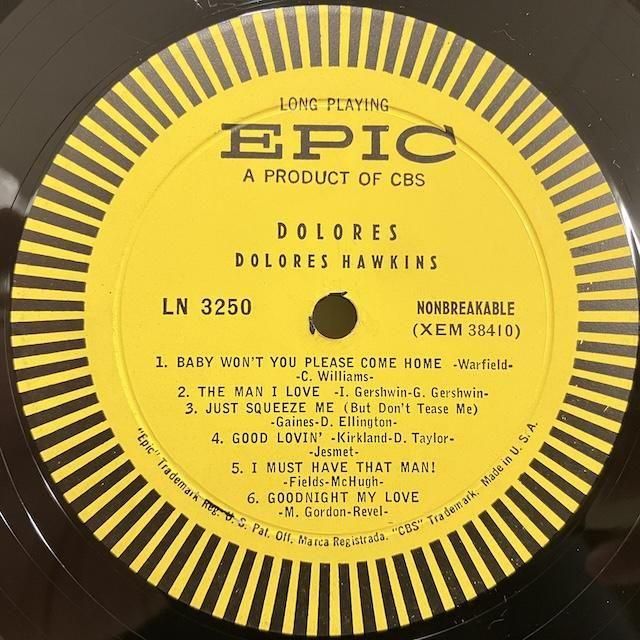 LONG PLAYING
EPIC
A PRODUCT OF CBS
DOLORES
DOLORES HAWKINS
LN 3250
NONBREAKABLE
(XEM 38410)
1. BABY WON'T YOU PLEASE COME HOME -Warfield-
-C. Williams-
2. THE MAN I LOVE -I. Gershwin-G. Gershwin-
3. JUST SQUEEZE ME (But Don't Tease Me)
-Gaines-D. Ellington-
4. GOOD LOVIN' -Kirkland-D. Taylor-
-Jesmet-
5. I MUST HAVE THAT MAN!
-Fields-McHugh-
6. GOODNIGHT MY LOVE
-M. Gordon-Revel-
"Epic" Trademark Reg. U. S. Pat. Off. Marca Registrada. "CBS" Trademark. Made in U. S. A.